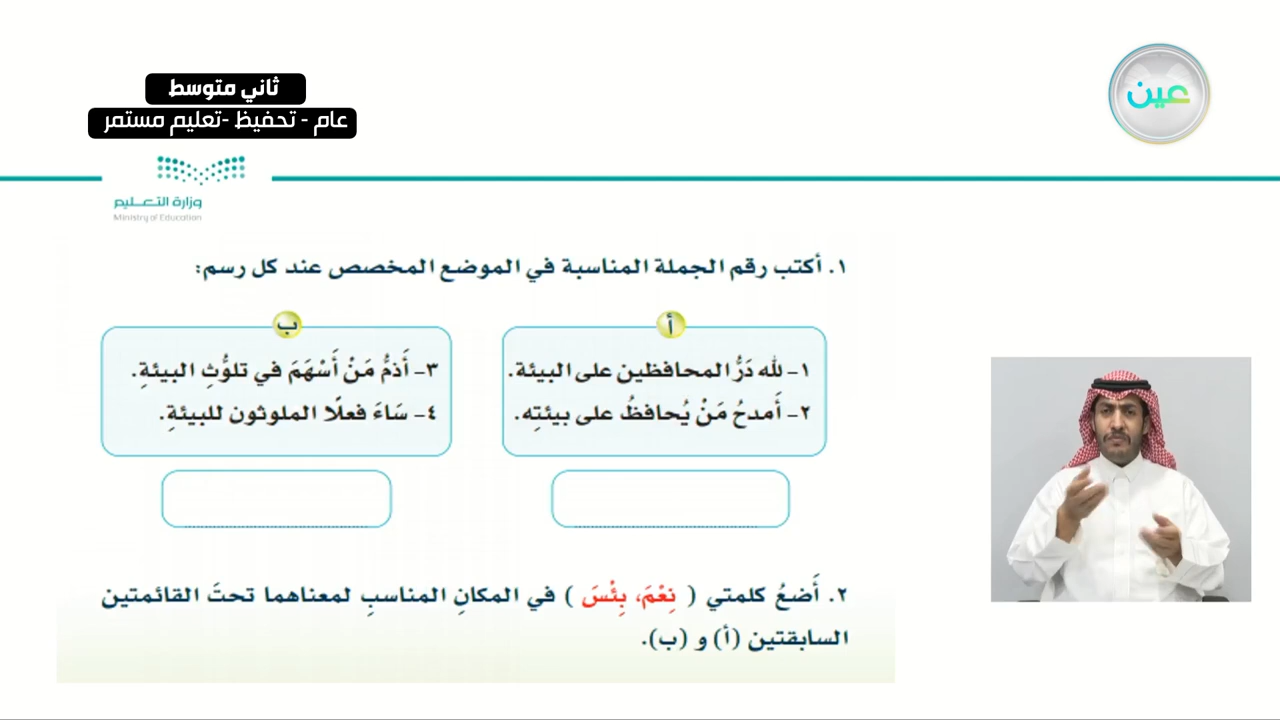 ثاني متوسط
عام - تحفيظ -تعليم مستمر
عين
وزارة التعـــليم
Ministry of Education
١. أكتب رقم الجملة المناسبة في الموضع المخصص عند كل رسم:
أ
١- لله دَرُّ المحافظين على البيئة.
٢- أَمدحُ مَنْ يُحافظُ على بيئتِه.
ب
٣- أَذمُّ مَنْ أَسْهَمَ في تلوُّثِ البيئةِ.
٤- سَاءَ فعلًا الملوثون للبيئةِ.
٢. أَضعُ كلمتي ( نِعْمَ، بِئْسَ ) في المكانِ المناسبِ لمعناهما تحتَ القائمتين
السابقتين (أ) و (ب).